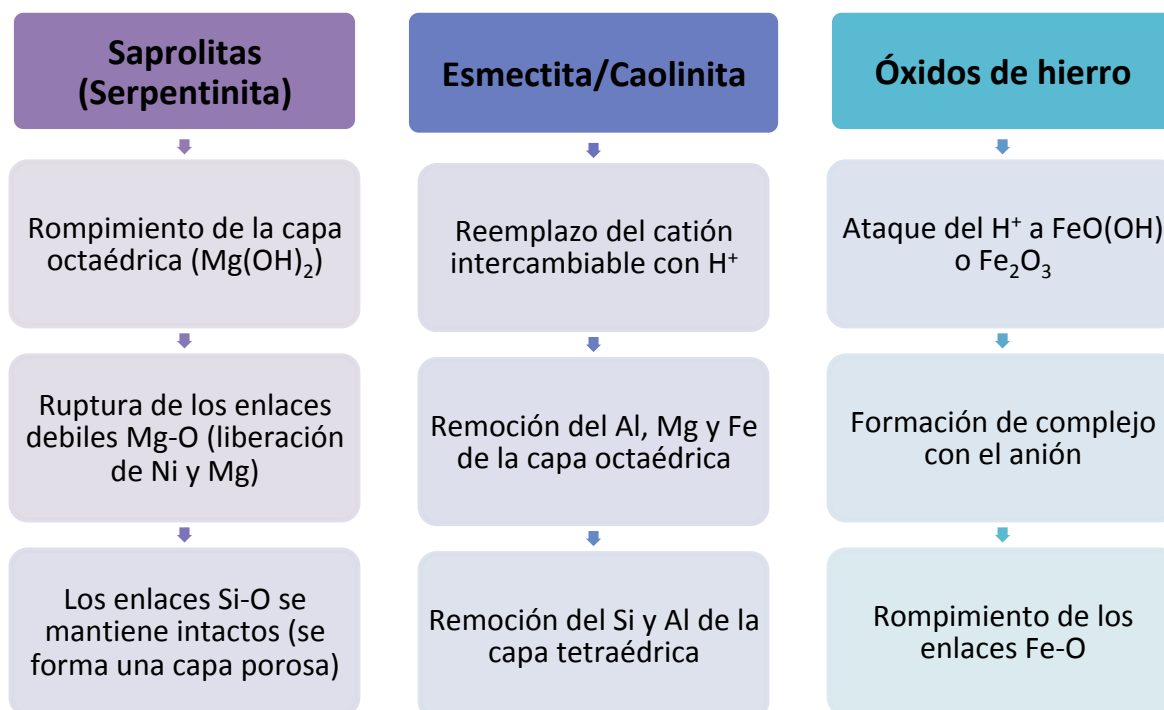 Saprolitas
(Serpentinita)
Rompimiento de la capa
octaédrica (Mg(OH)₂)
Ruptura de los enlaces
debiles Mg-O (liberación
de Ni y Mg)
Los enlaces Si-O se
mantiene intactos (se
forma una capa porosa)
Esmectita/Caolinita
Reemplazo del catión
intercambiable con H⁺
Remoción del Al, Mg y Fe
de la capa octaédrica
Remoción del Si y Al de la
capa tetraédrica
Óxidos de hierro
Ataque del H⁺ a FeO(OH)
o Fe₂O₃
Formación de complejo
con el anión
Rompimiento de los
enlaces Fe-O